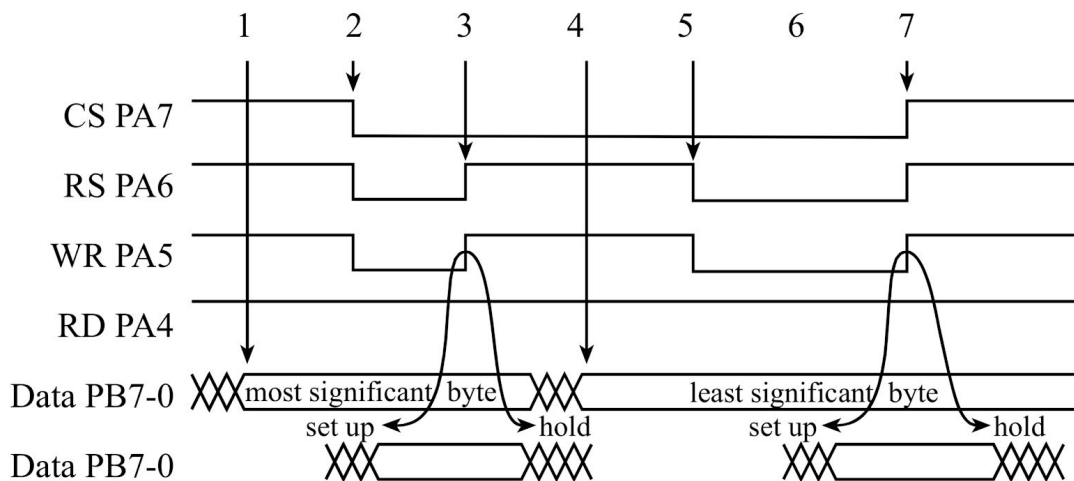 1 2 3 4 5 6 7
CS PA7
RS PA6
WR PA5
RD PA4
Data PB7-0 most significant byte least significant byte
set up hold set up hold
Data PB7-0